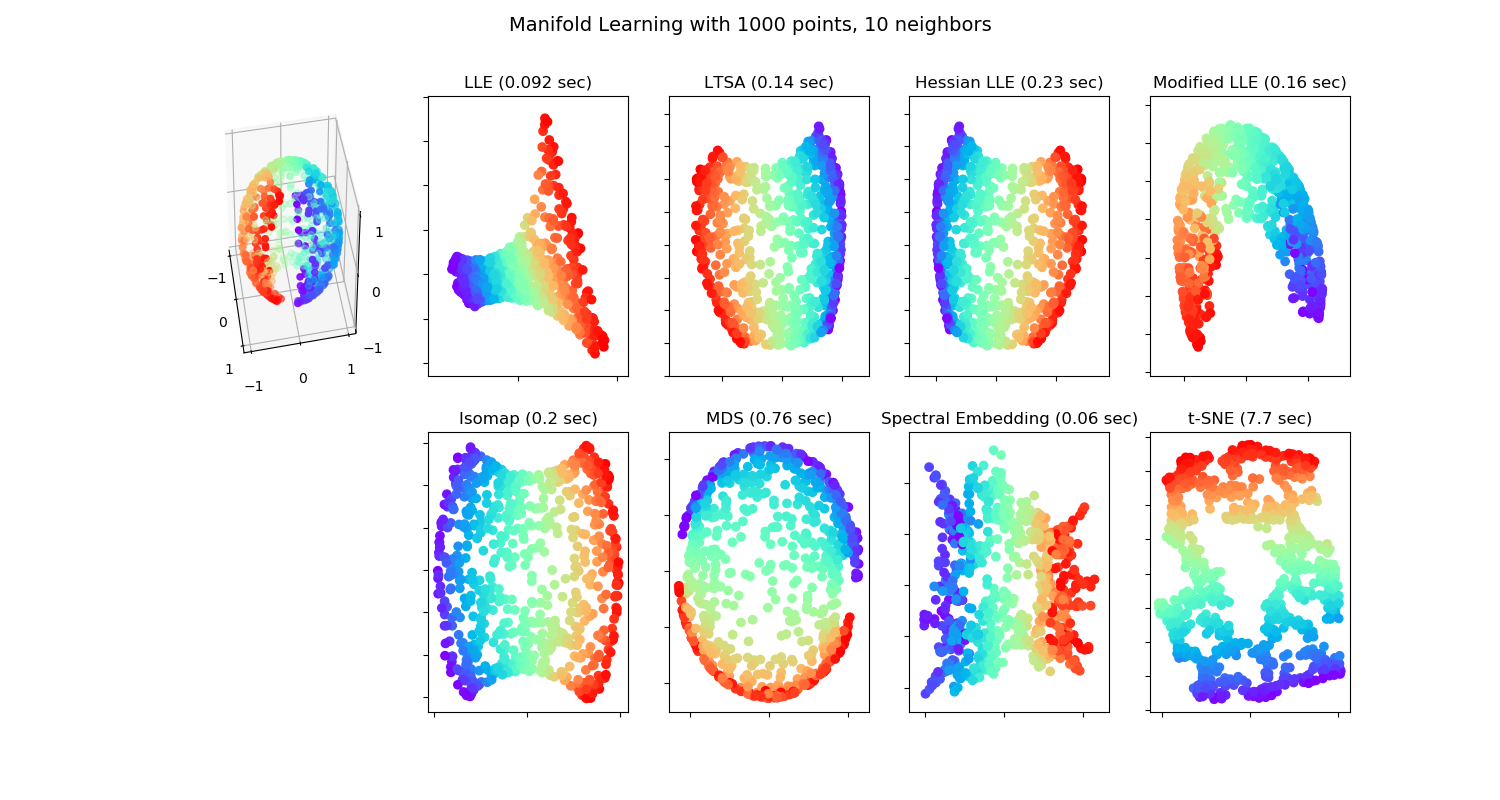 Manifold Learning with 1000 points, 10 neighbors
LLE (0.092 sec)
LTSA (0.14 sec)
Hessian LLE (0.23 sec)
Modified LLE (0.16 sec)
−1
0
1
−1
0
1
1
0
−1
Isomap (0.2 sec)
MDS (0.76 sec)
Spectral Embedding (0.06 sec)
t-SNE (7.7 sec)